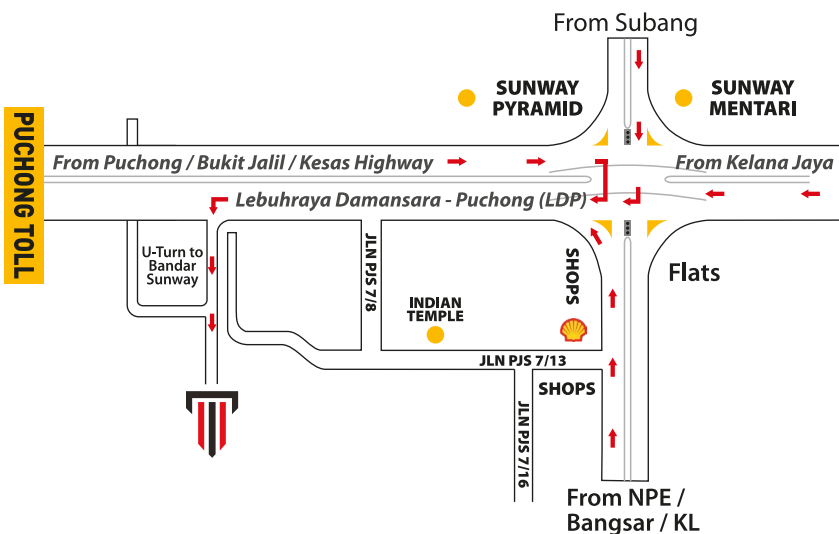 From Subang
SUNWAY
PYRAMID
SUNWAY
MENTARI
PUCHONG TOLL
From Puchong / Bukit Jalil / Kesas Highway
From Kelana Jaya
Lebuhraya Damansara - Puchong (LDP)
U-Turn to
Bandar
Sunway
JLN PJS 7/8
SHOPS
Flats
INDIAN
TEMPLE
JLN PJS 7/13
SHOPS
JLN PJS 7/16
From NPE /
Bangsar / KL